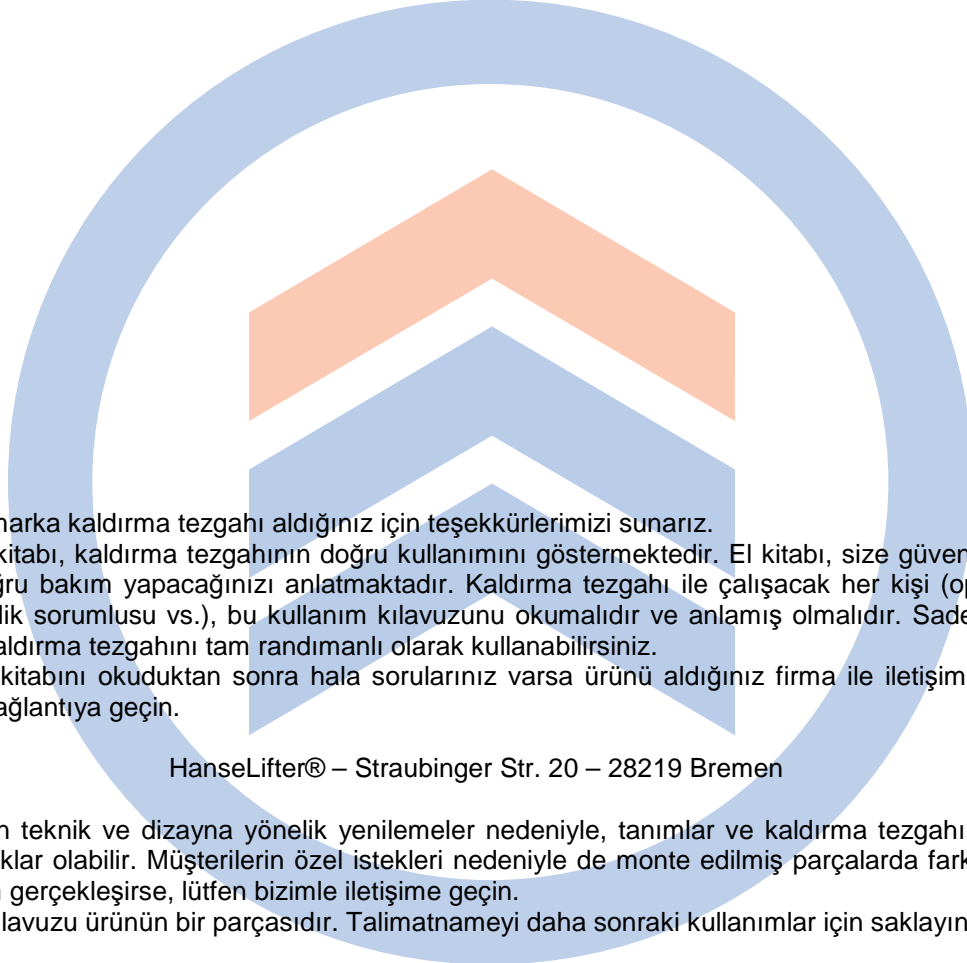 marka kaldırma tezgahı aldığınız için teşekkürlerimizi sunarız.
kitabı, kaldırma tezgahının doğru kullanımını göstermektedir. El kitabı, size güven
ğru bakım yapacağınızı anlatmaktadır. Kaldırma tezgahı ile çalışacak her kişi (op
lik sorumlusu vs.), bu kullanım kılavuzunu okumalıdır ve anlamış olmalıdır. Sade
aldırma tezgahını tam randımanlı olarak kullanabilirsiniz.
kitabını okuduktan sonra hala sorularınız varsa ürünü aldığınız firma ile iletişim
ağlantıya geçin.
HanseLifter® – Straubinger Str. 20 – 28219 Bremen
n teknik ve dizayna yönelik yenilemeler nedeniyle, tanımlar ve kaldırma tezgahı
klar olabilir. Müşterilerin özel istekleri nedeniyle de monte edilmiş parçalarda fark
gerçekleşirse, lütfen bizimle iletişime geçin.
lavuzu ürünün bir parçasıdır. Talimatnameyi daha sonraki kullanımlar için saklayın